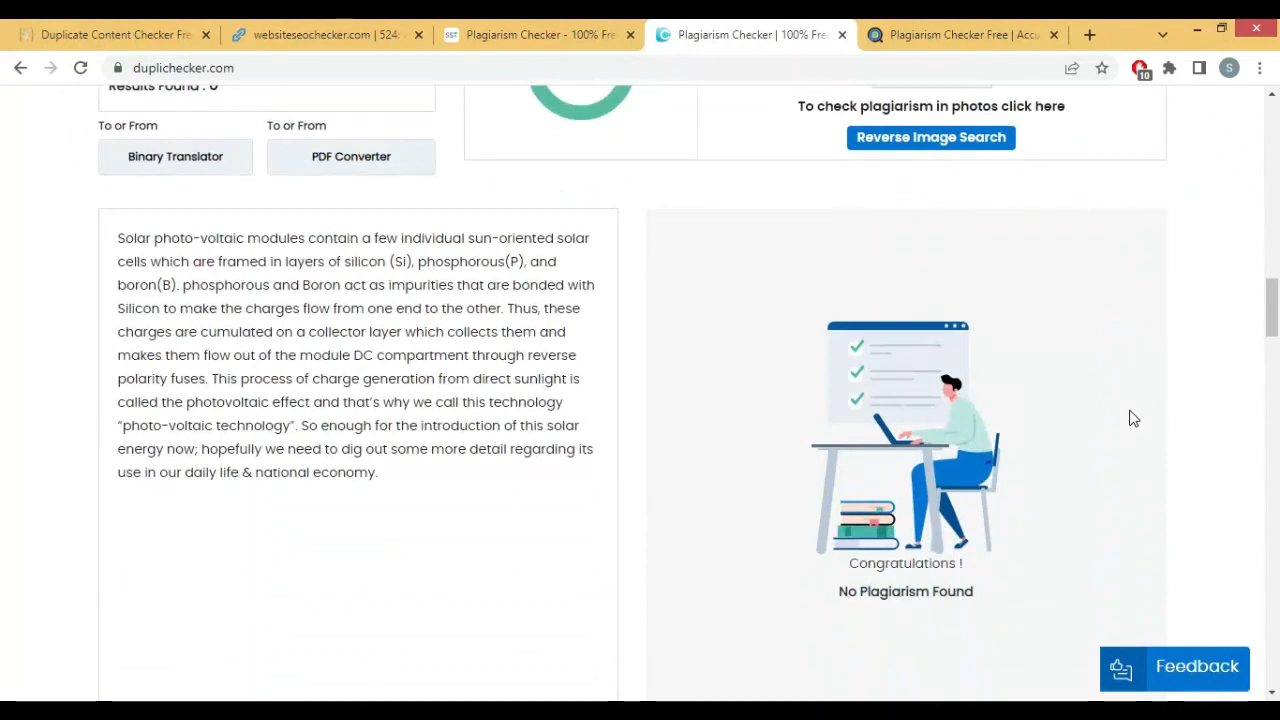 Duplicate Content Checker Fre
websiteseochecker.com | 524:
SST Plagiarism Checker - 100% Fre
Plagiarism Checker | 100% Fre
Plagiarism Checker Free | Accu
duplichecker.com
10
S
Results Found : 0
To or From
To or From
Binary Translator
PDF Converter
To check plagiarism in photos click here
Reverse Image Search
Solar photo-voltaic modules contain a few individual sun-oriented solar
cells which are framed in layers of silicon (Si), phosphorous(P), and
boron(B). phosphorous and Boron act as impurities that are bonded with
Silicon to make the charges flow from one end to the other. Thus, these
charges are cumulated on a collector layer which collects them and
makes them flow out of the module DC compartment through reverse
polarity fuses. This process of charge generation from direct sunlight is
called the photovoltaic effect and that's why we call this technology
“photo-voltaic technology”. So enough for the introduction of this solar
energy now; hopefully we need to dig out some more detail regarding its
use in our daily life & national economy.
Congratulations !
No Plagiarism Found
Feedback